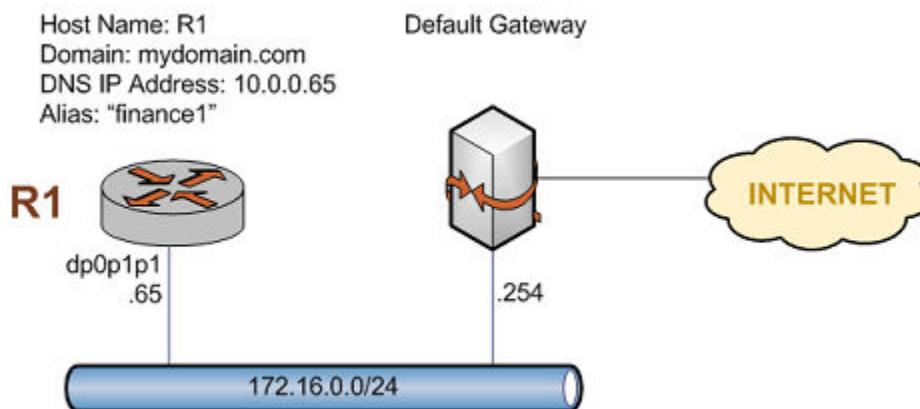 Host Name: R1
Domain: mydomain.com
DNS IP Address: 10.0.0.65
Alias: “finance1”
Default Gateway
R1
INTERNET
dp0p1p1
.65
.254
172.16.0.0/24